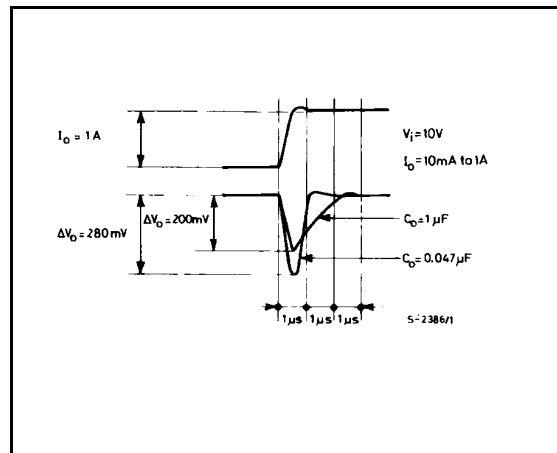 I₀ = 1A
Vᵢ=10V
I₀ = 10mA to 1A
ΔV₀ = 200mV
ΔV₀ = 280mV
C₀=1µF
C₀=0.047µF
1µs 1µs 1µs
S-2386/1